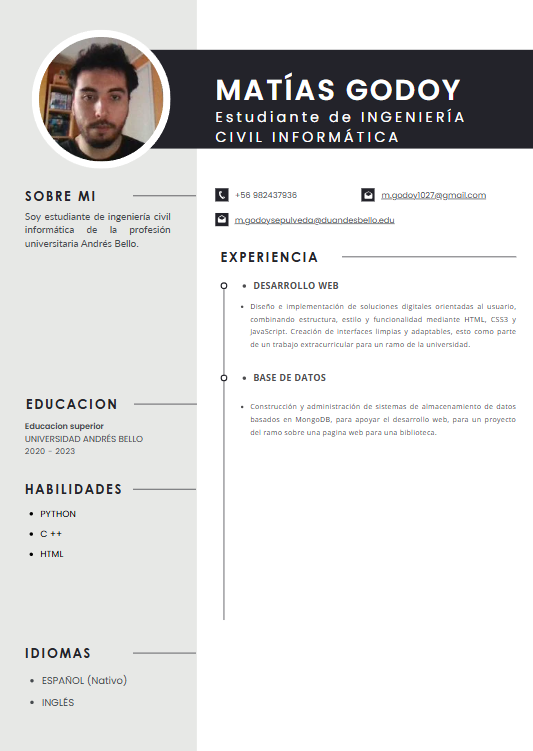 MATÍAS GODOY
Estudiante de INGENIERÍA
CIVIL INFORMÁTICA
SOBRE MI
Soy estudiante de ingeniería civil
informática de la profesión
universitaria Andrés Bello.
EDUCACION
Educacion superior
UNIVERSIDAD ANDRÉS BELLO
2020 - 2023
HABILIDADES
• PYTHON
• C ++
• HTML
IDIOMAS
• ESPAÑOL (Nativo)
• INGLÉS
+56 982437936
m.godoy1027@gmail.com
m.godoysepulveda@duandesbello.edu
EXPERIENCIA
• DESARROLLO WEB
• Diseño e implementación de soluciones digitales orientadas al usuario,
combinando estructura, estilo y funcionalidad mediante HTML, CSS3 y
JavaScript. Creación de interfaces limpias y adaptables, esto como parte
de un trabajo extracurricular para un ramo de la universidad.
• BASE DE DATOS
• Construcción y administración de sistemas de almacenamiento de datos
basados en MongoDB, para apoyar el desarrollo web, para un proyecto
del ramo sobre una pagina web para una biblioteca.